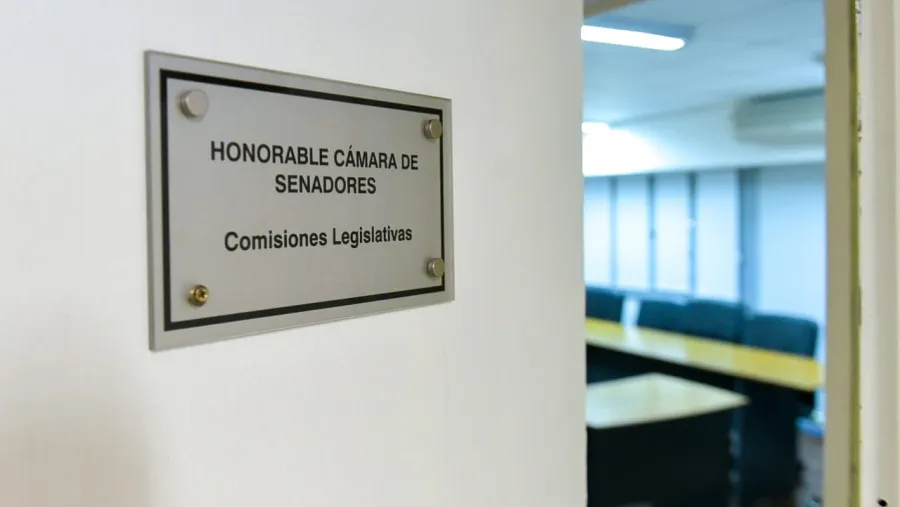 HONORABLE CÁMARA DE
SENADORES
Comisiones Legislativas